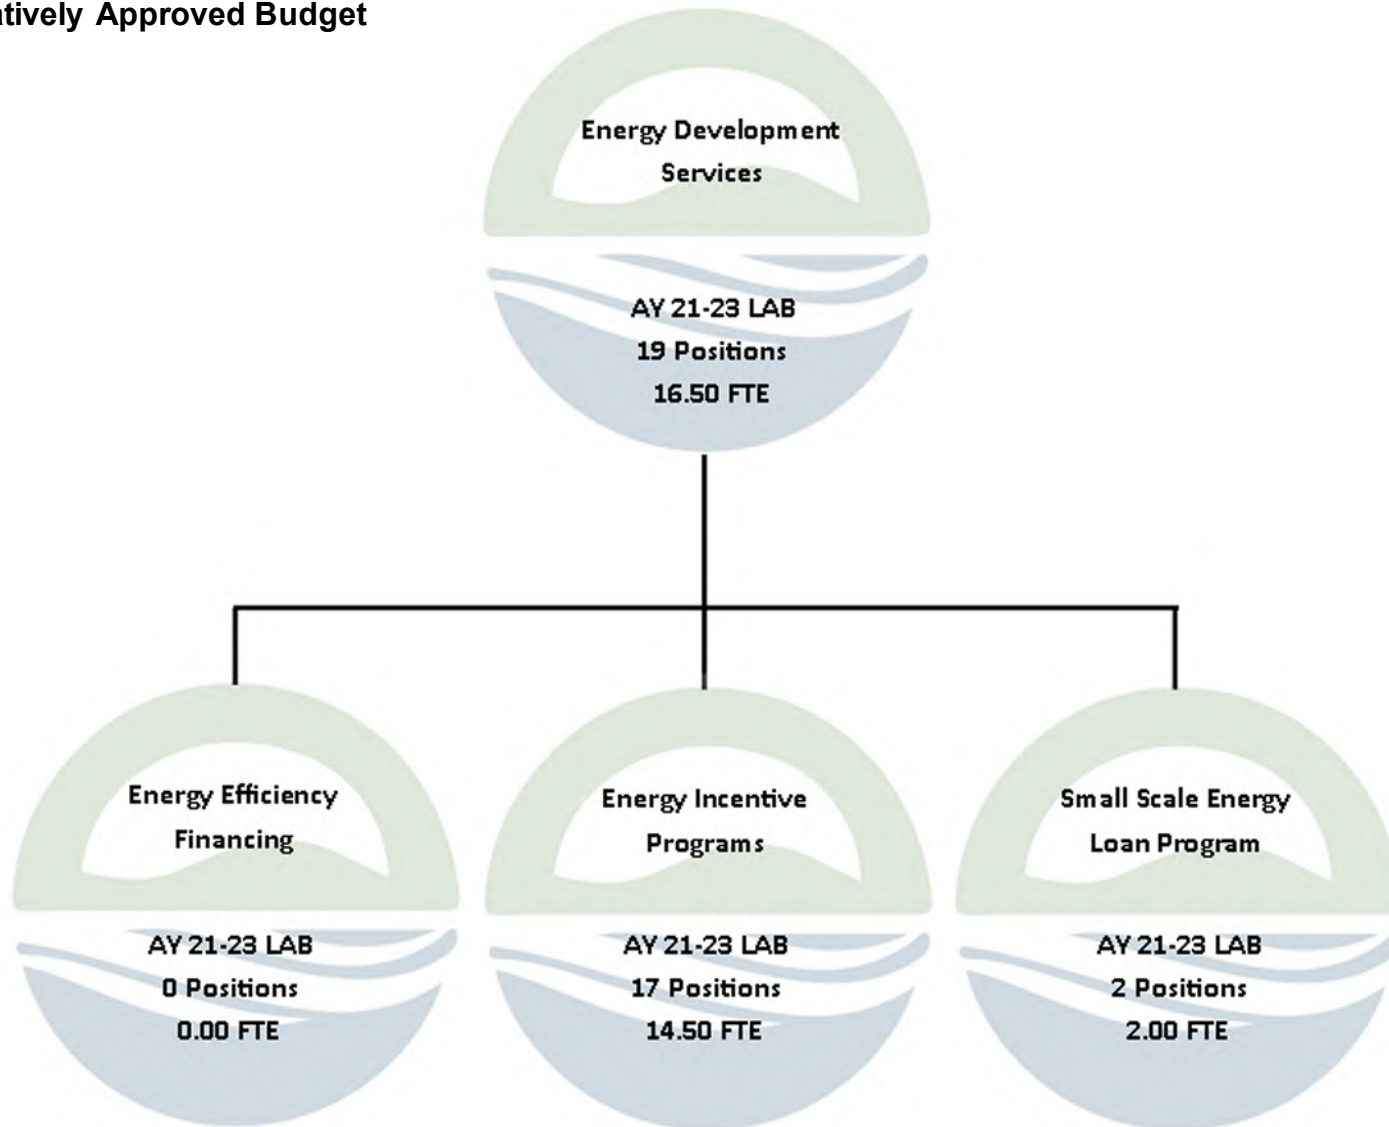 Approved Budget
Energy Development
Services
AY 21-23 LAB
19 Positions
16.50 FTE
Energy Efficiency
Financing
AY 21-23 LAB
0 Positions
0.00 FTE
Energy Incentive
Programs
AY 21-23 LAB
17 Positions
14.50 FTE
Small Scale Energy
Loan Program
AY 21-23 LAB
2 Positions
2.00 FTE